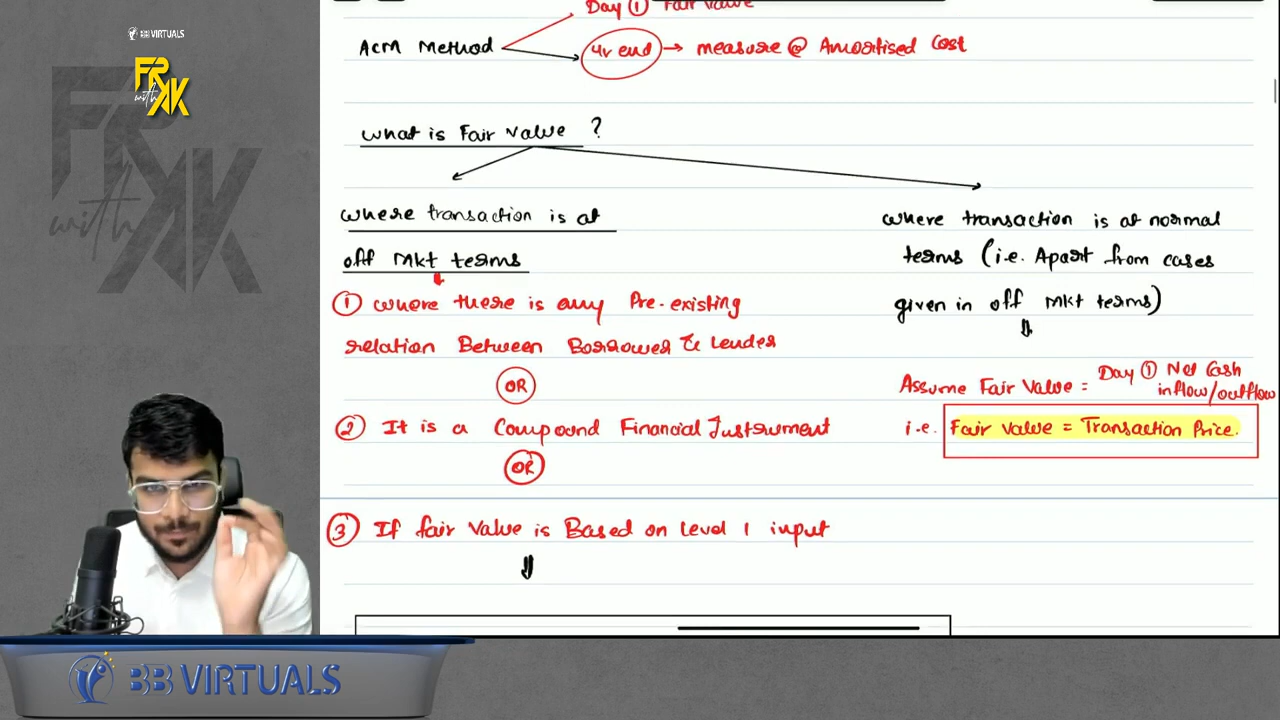 BB VIRTUALS
FR
with
AK
FR
with
AK
Day ① Fair Value
ACM Method
Yr end → measure @ Amortised Cost
What is Fair Value ?
where transaction is at
off Mkt terms
① where there is any Pre-existing
relation Between Borrower & Lender
OR
② It is a Compound Financial Instrument
OR
③ If fair value is Based on Level 1 input
where transaction is at normal
terms (i.e. Apart from cases
given in off Mkt terms)
Assume Fair Value = Day ① Net Cash
inflow/outflow
i.e. Fair Value = Transaction Price.
BB VIRTUALS